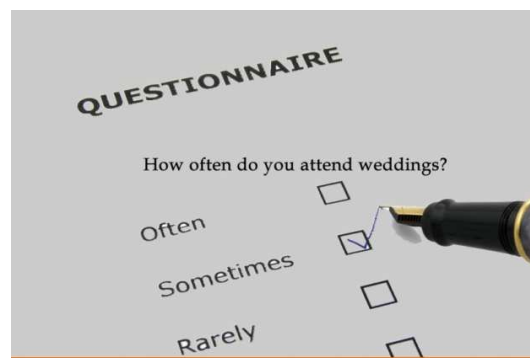 QUESTIONNAIRE
How often do you attend weddings?
Often
Sometimes
Rarely